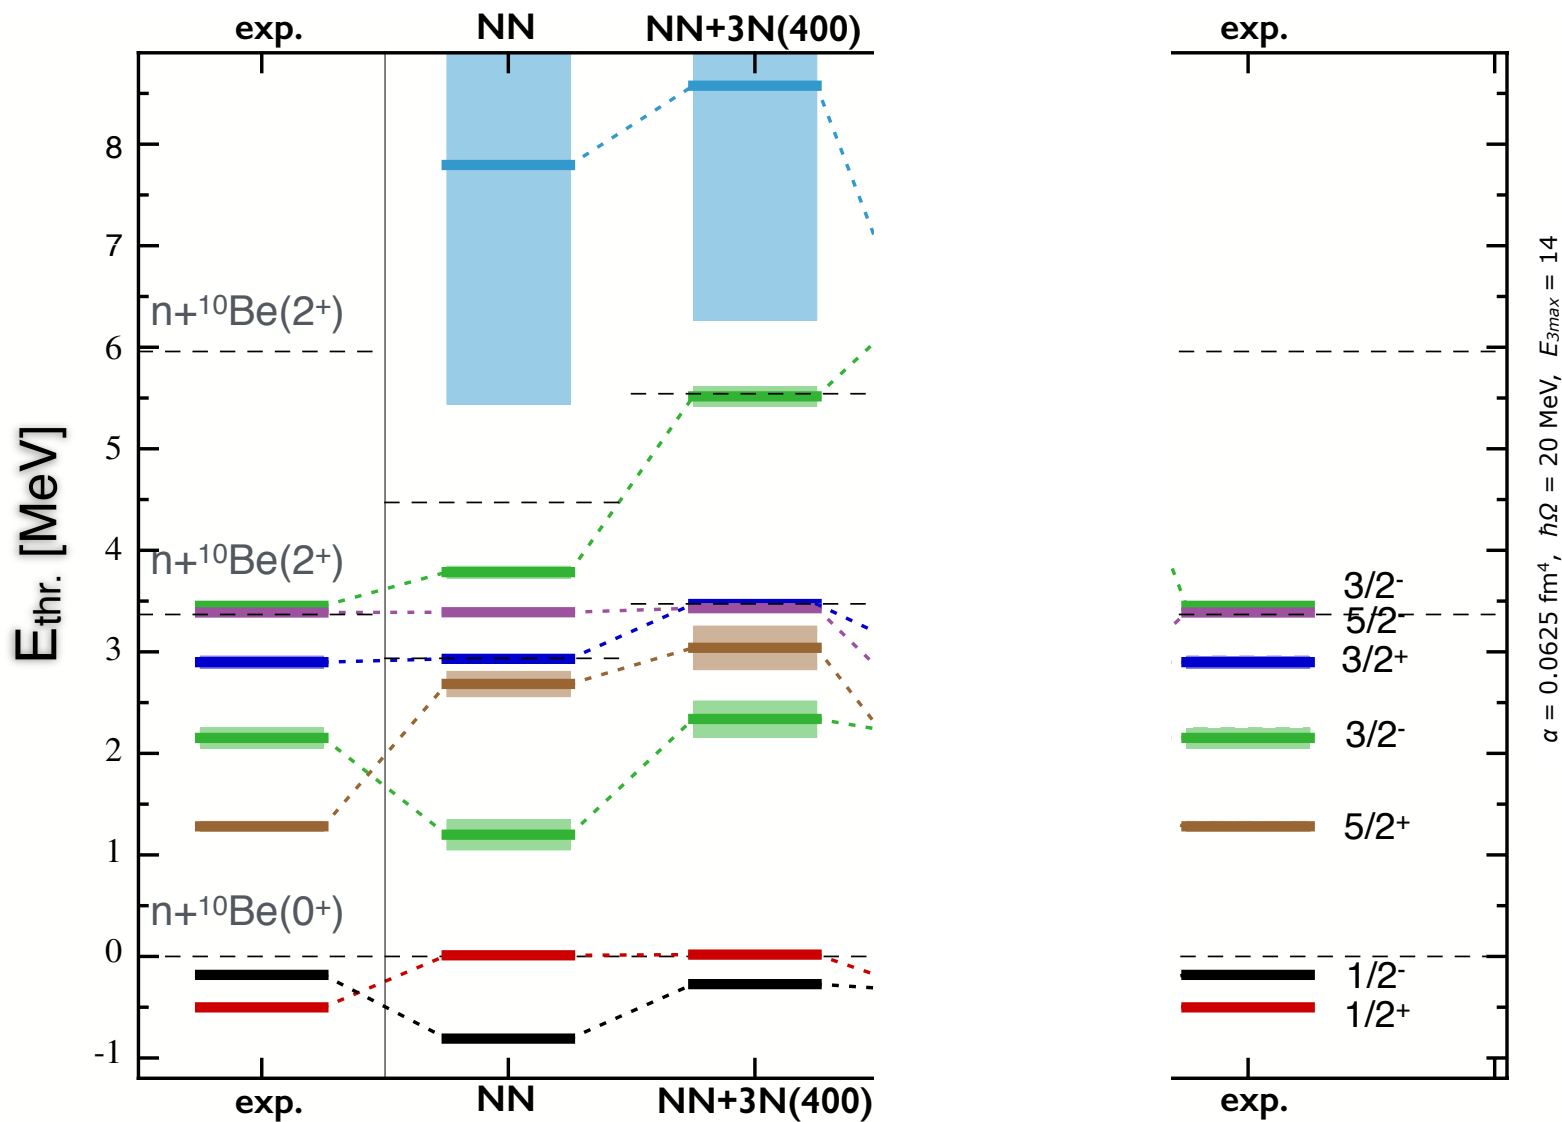 exp. NN NN+3N(400) exp.
8
7
n+¹⁰Be(2⁺)
6
5
n+¹⁰Be(2⁺)
4
3
2
1
n+¹⁰Be(0⁺)
0
-1
E_thr. [MeV]
3/2⁻
5/2⁻
3/2⁺
3/2⁻
5/2⁺
1/2⁻
1/2⁺
α = 0.0625 fm⁴, ℏΩ = 20 MeV, E_3max = 14
exp. NN NN+3N(400) exp.